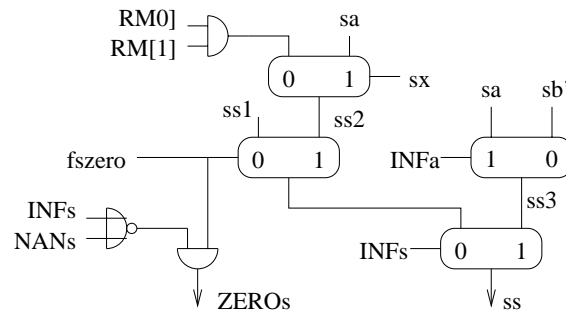 RM0]
RM[1]
sa
0 1
sx
ss1
ss2
sa
sb'
fszero
0 1
INFa
1 0
INFs
NANs
ss3
INFs
0 1
ZEROs
ss